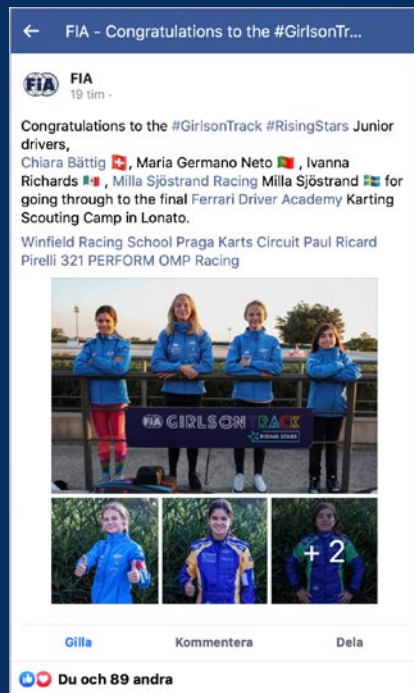 FIA - Congratulations to the #GirlsonTr...
FIA
FIA
19 tim ·
Congratulations to the #GirlsonTrack #RisingStars Junior
drivers,
Chiara Bättig 🇨🇭, Maria Germano Neto 🇵🇹 , Ivanna
Richards 🇲🇽 , Milla Sjöstrand Racing Milla Sjöstrand 🇸🇪 for
going through to the final Ferrari Driver Academy Karting
Scouting Camp in Lonato.
Winfield Racing School Praga Karts Circuit Paul Ricard
Pirelli 321 PERFORM OMP Racing
FIA GIRLS ON TRACK
RISING STARS
+ 2
Gilla Kommentera Dela
Du och 89 andra